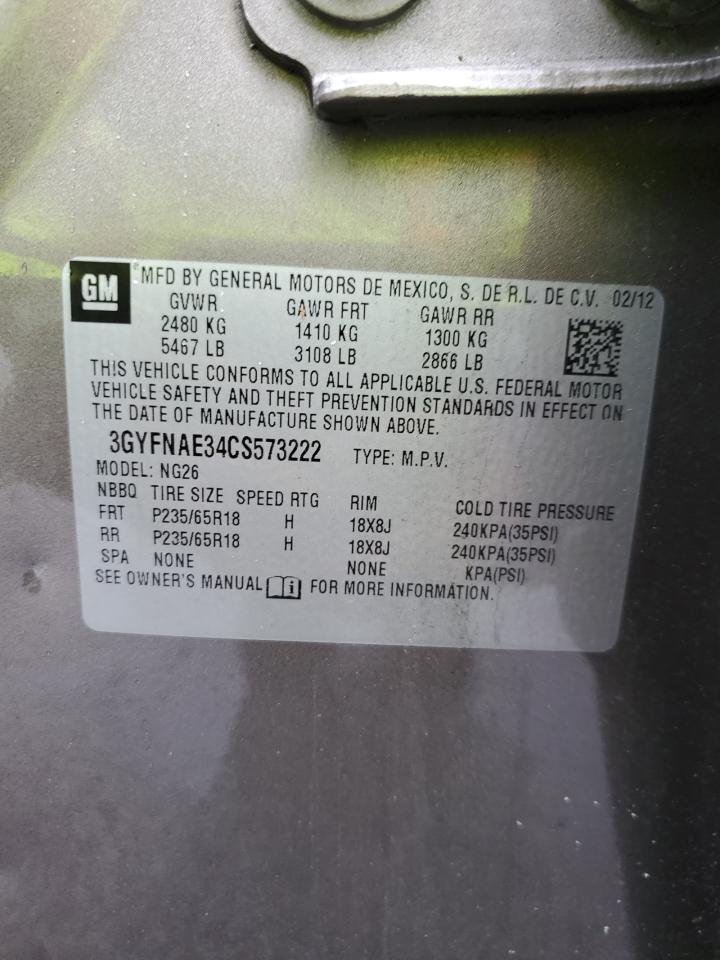 GM MFD BY GENERAL MOTORS DE MEXICO, S. DE R.L. DE C.V. 02/12
GVWR GAWR FRT GAWR RR
2480 KG 1410 KG 1300 KG
5467 LB 3108 LB 2866 LB
THIS VEHICLE CONFORMS TO ALL APPLICABLE U.S. FEDERAL MOTOR
VEHICLE SAFETY AND THEFT PREVENTION STANDARDS IN EFFECT ON
THE DATE OF MANUFACTURE SHOWN ABOVE.
3GYFNAE34CS573222 TYPE: M.P.V.
MODEL: NG26
NBBQ TIRE SIZE SPEED RTG RIM COLD TIRE PRESSURE
FRT P235/65R18 H 18X8J 240KPA(35PSI)
RR P235/65R18 H 18X8J 240KPA(35PSI)
SPA NONE NONE KPA(PSI)
SEE OWNER'S MANUAL FOR MORE INFORMATION.